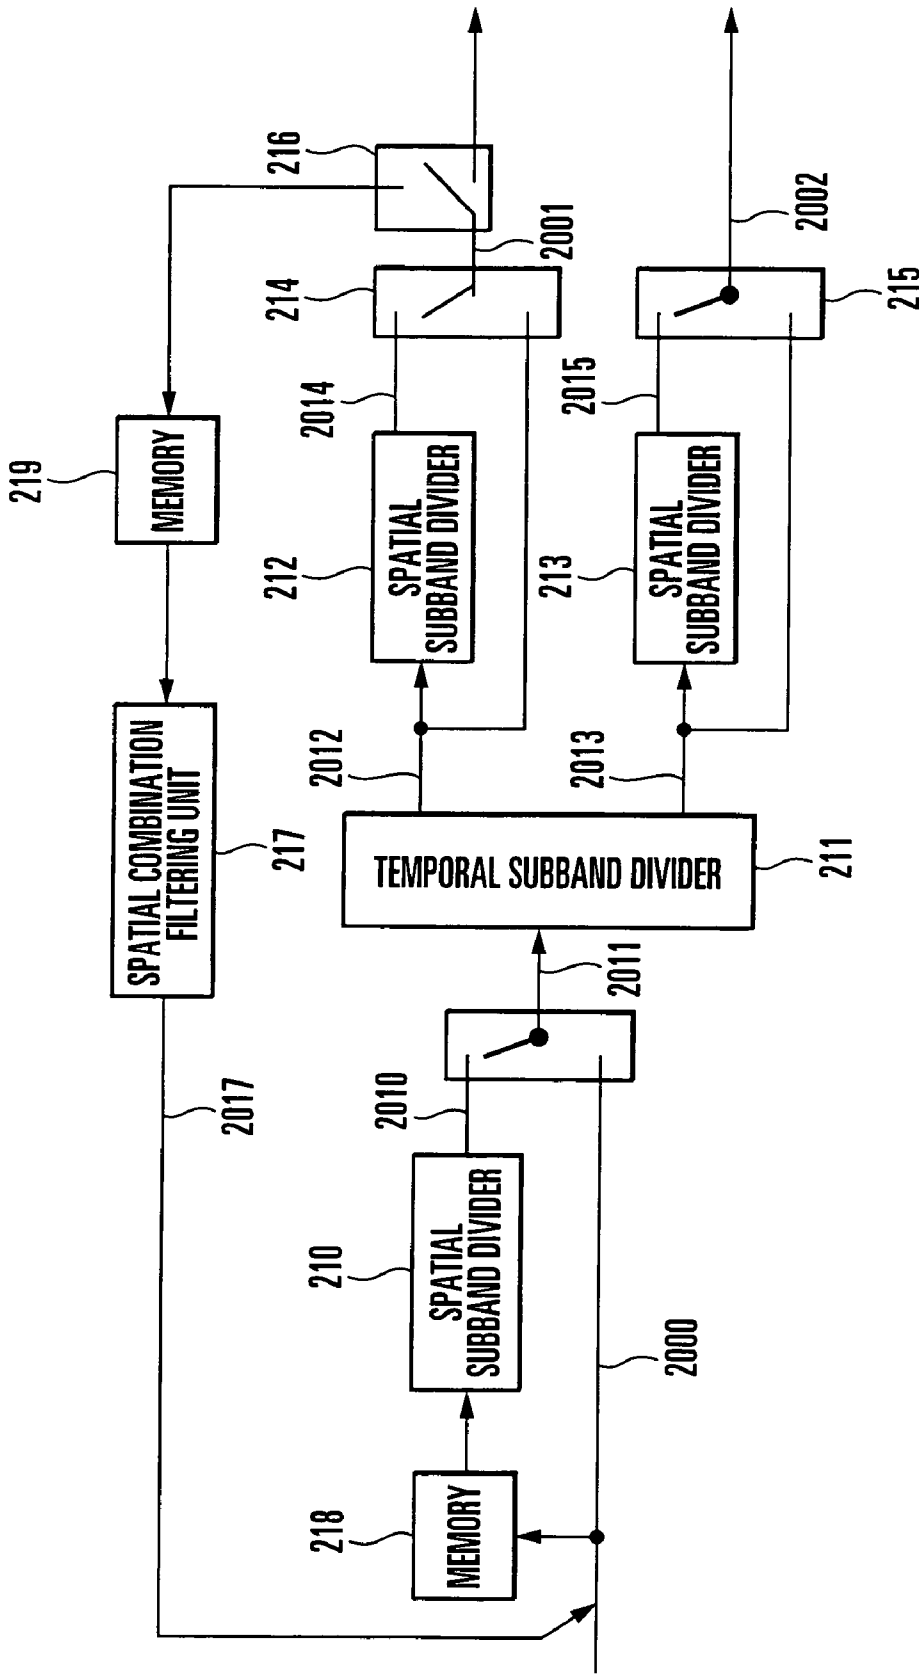 219
MEMORY
SPATIAL COMBINATION
FILTERING UNIT
217
2017
216
214
2001
2014
212
SPATIAL
SUBBAND DIVIDER
2012
2002
215
2015
213
SPATIAL
SUBBAND DIVIDER
2013
TEMPORAL SUBBAND DIVIDER
211
2011
2010
210
SPATIAL
SUBBAND DIVIDER
218
MEMORY
2000